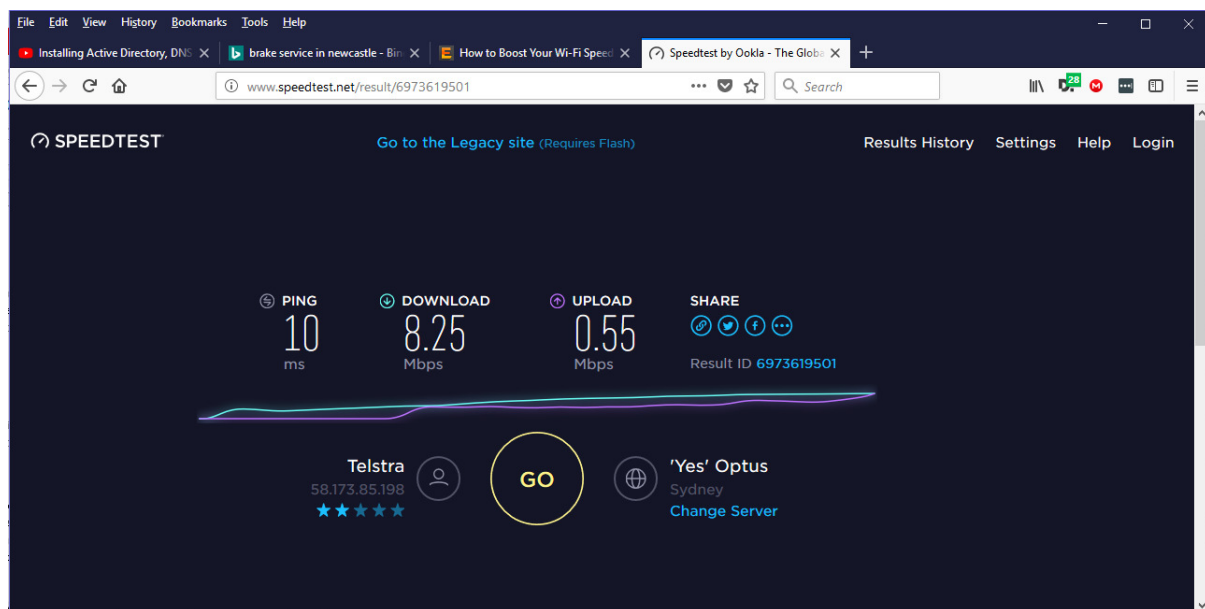 File Edit View History Bookmarks Tools Help
Installing Active Directory, DNS
brake service in newcastle - Bin
How to Boost Your Wi-Fi Speed
Speedtest by Ookla - The Globa
www.speedtest.net/result/6973619501
Search
28
SPEEDTEST
Go to the Legacy site (Requires Flash)
Results History Settings Help Login
PING DOWNLOAD UPLOAD SHARE
10 8.25 0.55
ms Mbps Mbps Result ID 6973619501
Telstra GO 'Yes' Optus
58.173.85.198 Sydney
Change Server